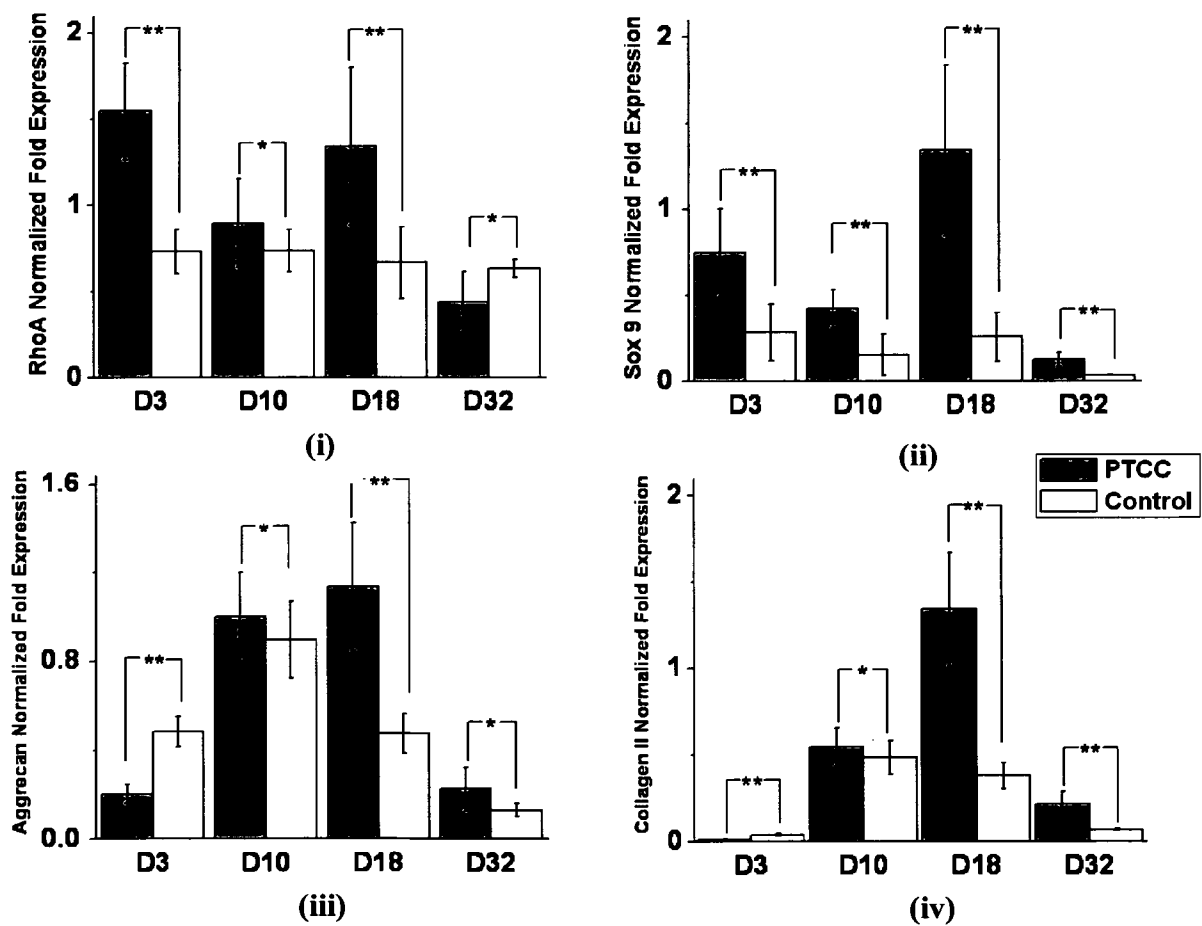 RhoA Normalized Fold Expression
2
1
0
**
*
**
*
D3 D10 D18 D32
(i)
Sox 9 Normalized Fold Expression
2
1
0
**
**
**
**
D3 D10 D18 D32
(ii)
Aggrecan Normalized Fold Expression
1.6
0.8
0.0
**
*
**
*
D3 D10 D18 D32
(iii)
PTCC
Control
Collagen II Normalized Fold Expression
2
1
0
**
*
**
**
D3 D10 D18 D32
(iv)